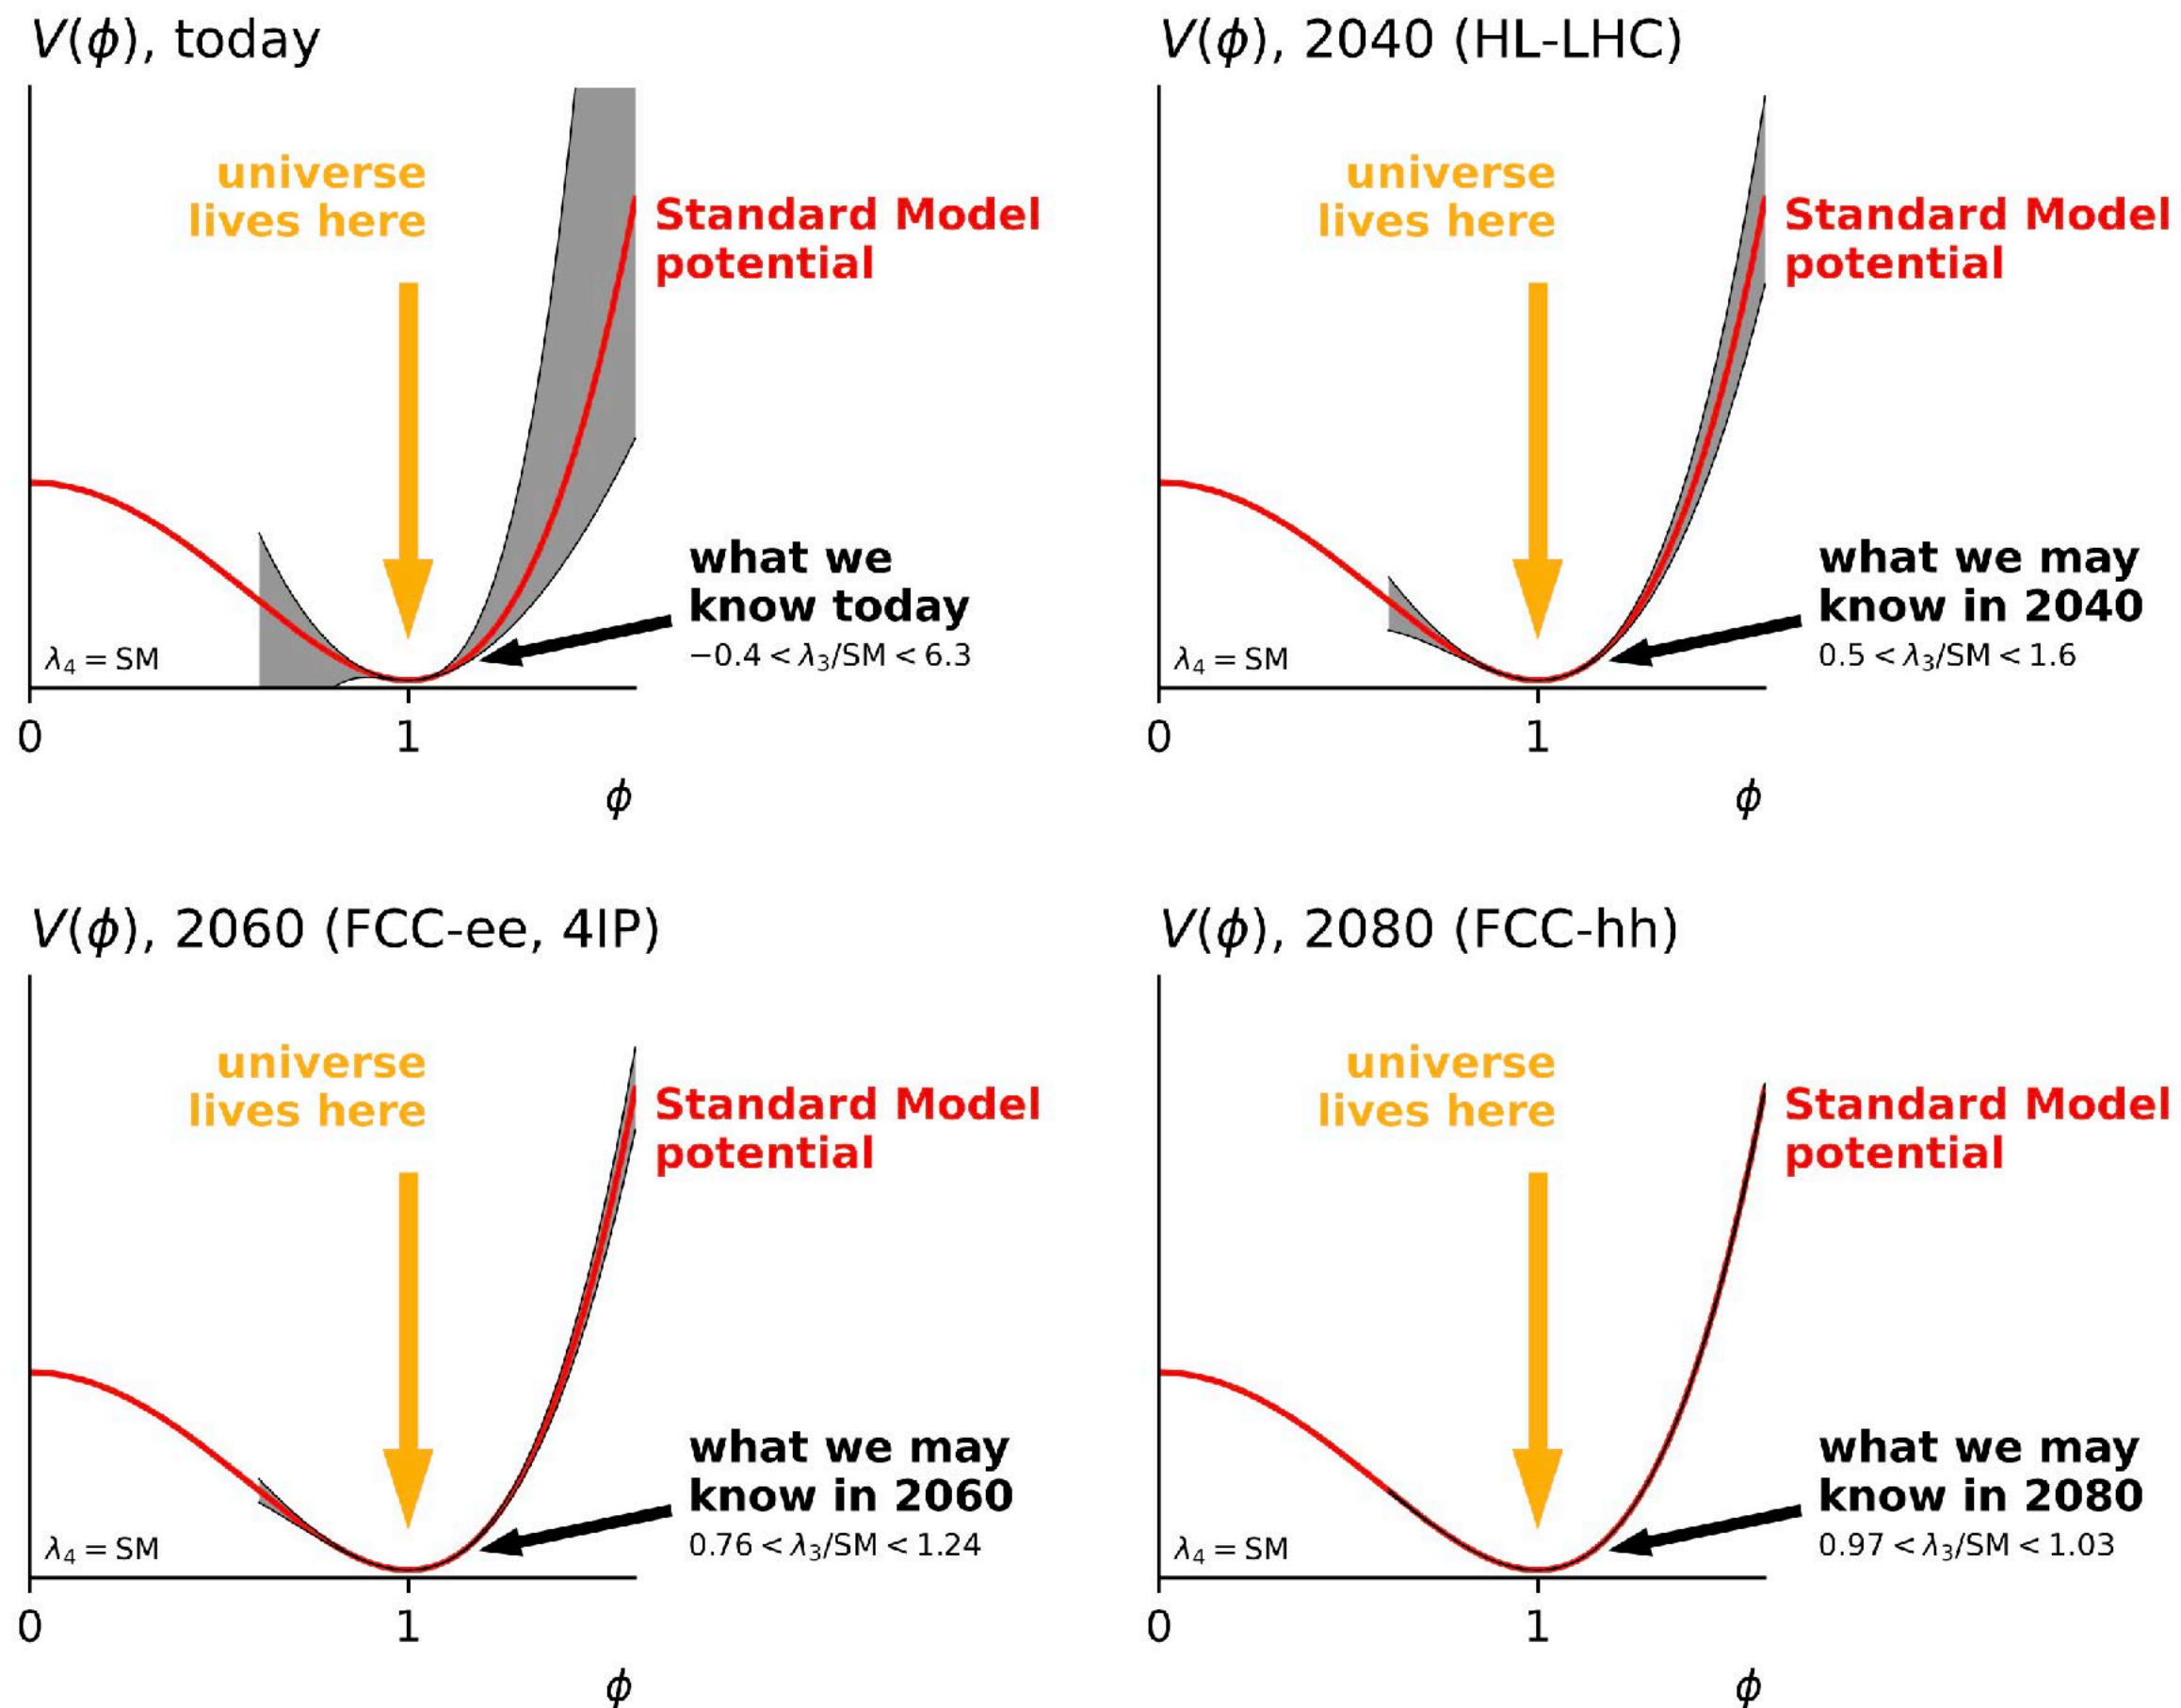 V(ϕ), today
universe
lives here
Standard Model
potential
what we
know today
−0.4 < λ₃/SM < 6.3
λ₄ = SM
0
1
ϕ
V(ϕ), 2040 (HL-LHC)
universe
lives here
Standard Model
potential
what we may
know in 2040
0.5 < λ₃/SM < 1.6
λ₄ = SM
0
1
ϕ
V(ϕ), 2060 (FCC-ee, 4IP)
universe
lives here
Standard Model
potential
what we may
know in 2060
0.76 < λ₃/SM < 1.24
λ₄ = SM
0
1
ϕ
V(ϕ), 2080 (FCC-hh)
universe
lives here
Standard Model
potential
what we may
know in 2080
0.97 < λ₃/SM < 1.03
λ₄ = SM
0
1
ϕ